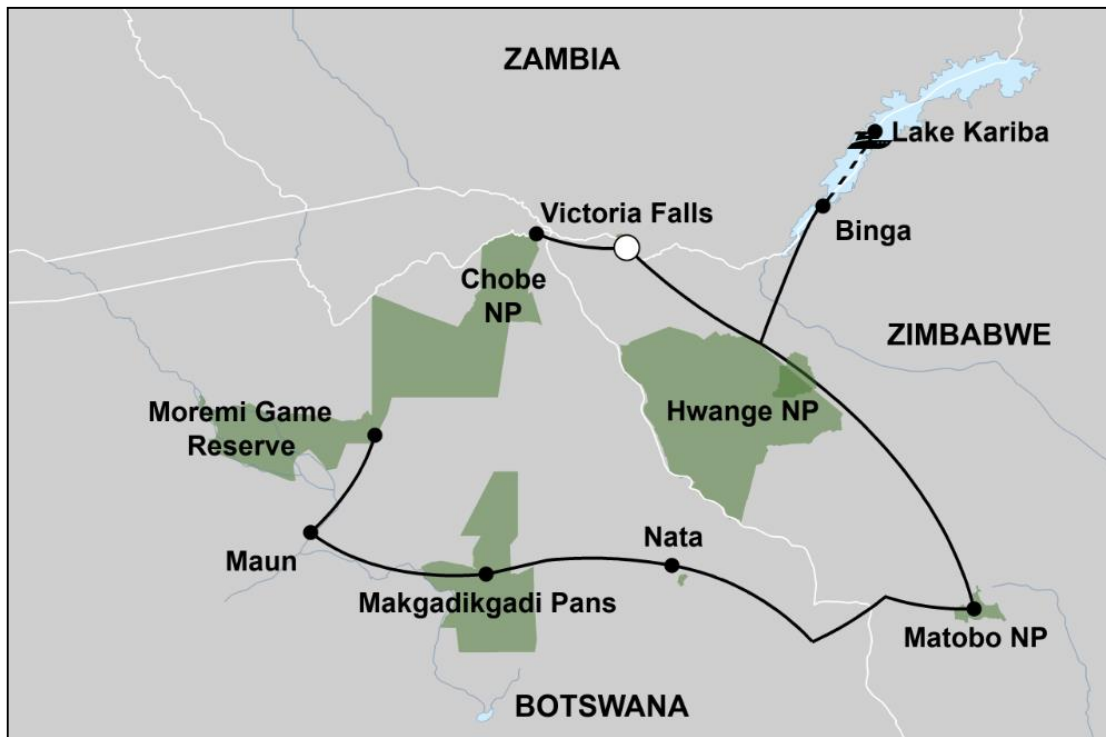 ZAMBIA
Lake Kariba
Victoria Falls
Binga
Chobe
NP
ZIMBABWE
Moremi Game
Reserve
Hwange NP
Nata
Maun
Makgadikgadi Pans
Matobo NP
BOTSWANA